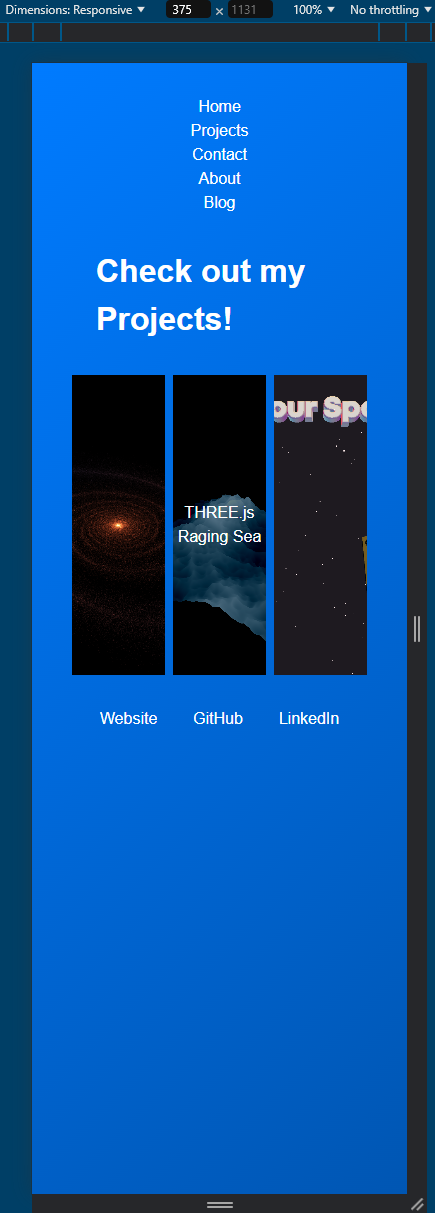 Dimensions: Responsive 375 × 1131 100% No throttling
Home
Projects
Contact
About
Blog
Check out my
Projects!
our Spo
THREE.js
Raging Sea
Website GitHub LinkedIn